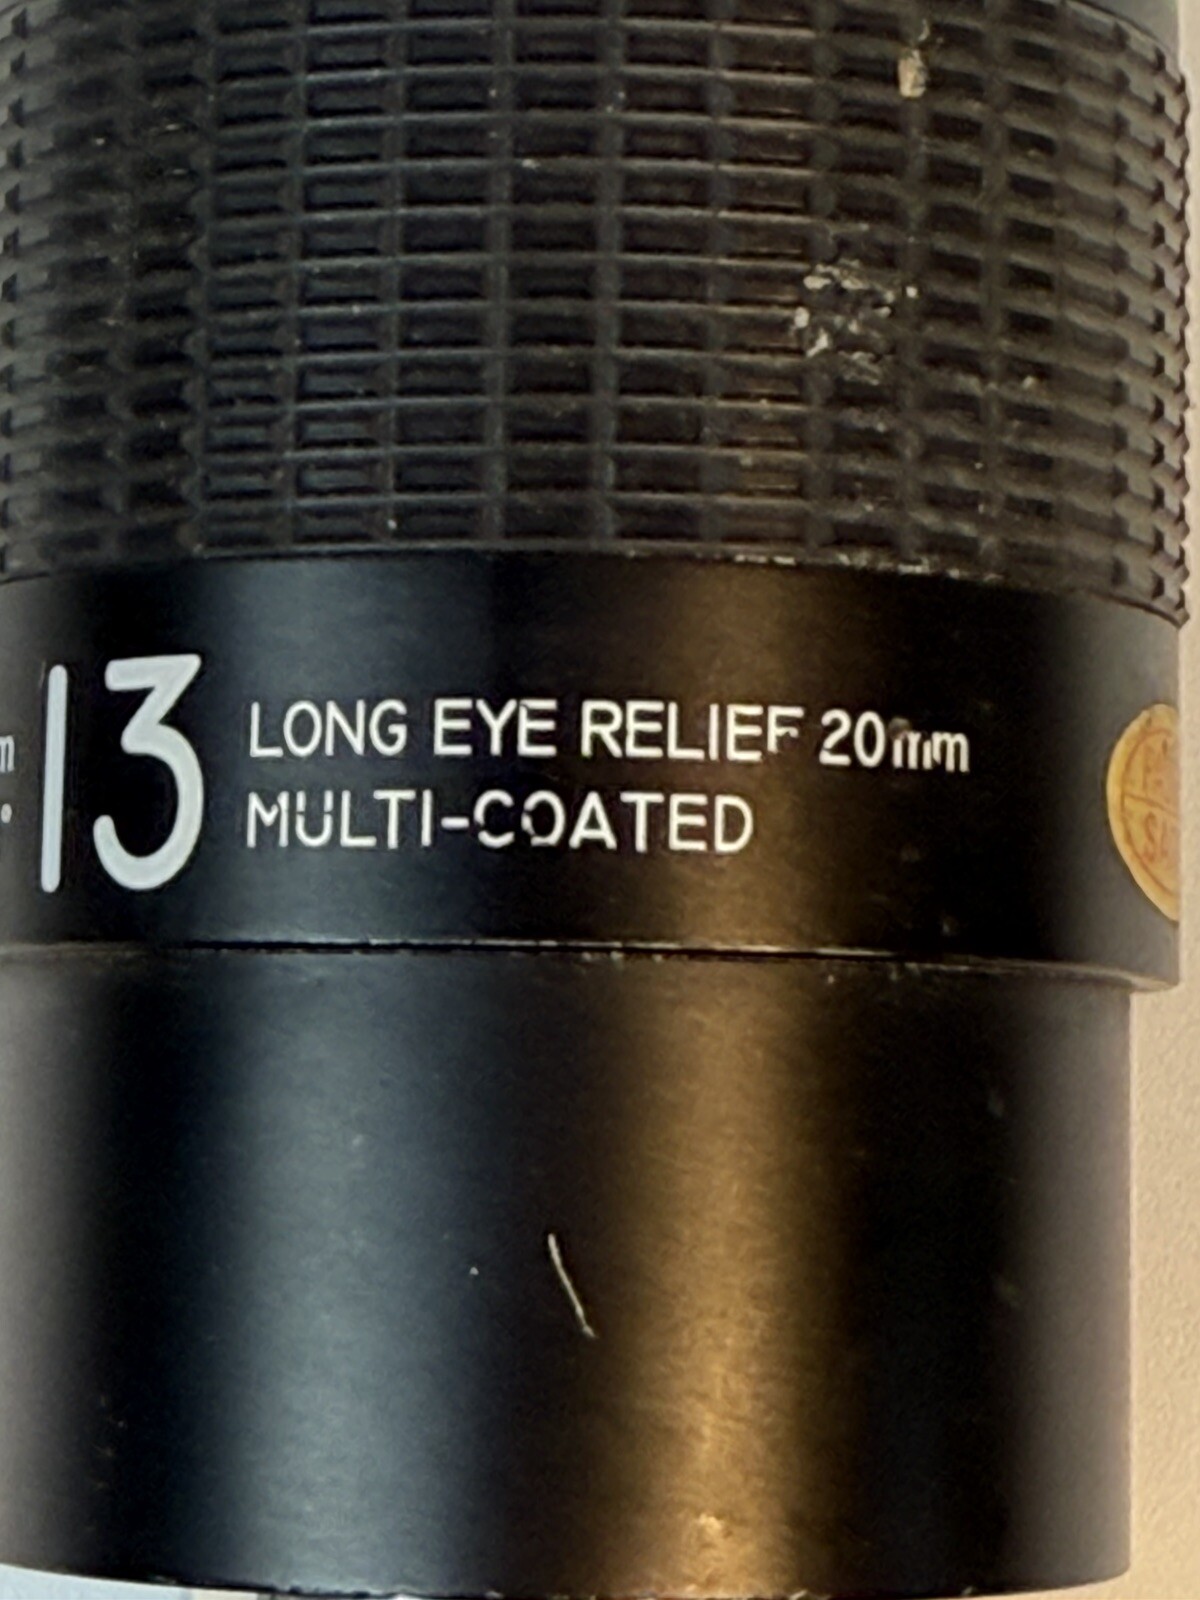 m
13
LONG EYE RELIEF 20mm
MULTI-COATED